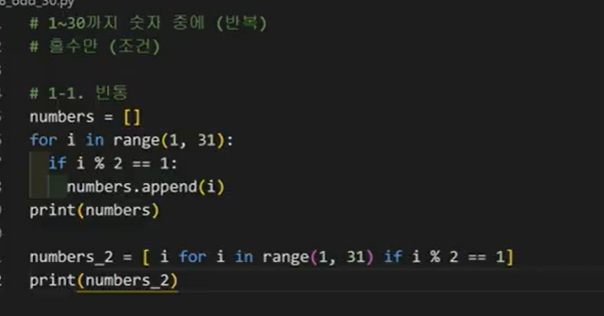 _odd_30.py
# 1~30까지 숫자 중에 (반복)
# 홀수만 (조건)
# 1-1. 빈통
numbers = []
for i in range(1, 31):
if i % 2 == 1:
numbers.append(i)
print(numbers)
numbers_2 = [ i for i in range(1, 31) if i % 2 == 1]
print(numbers_2)